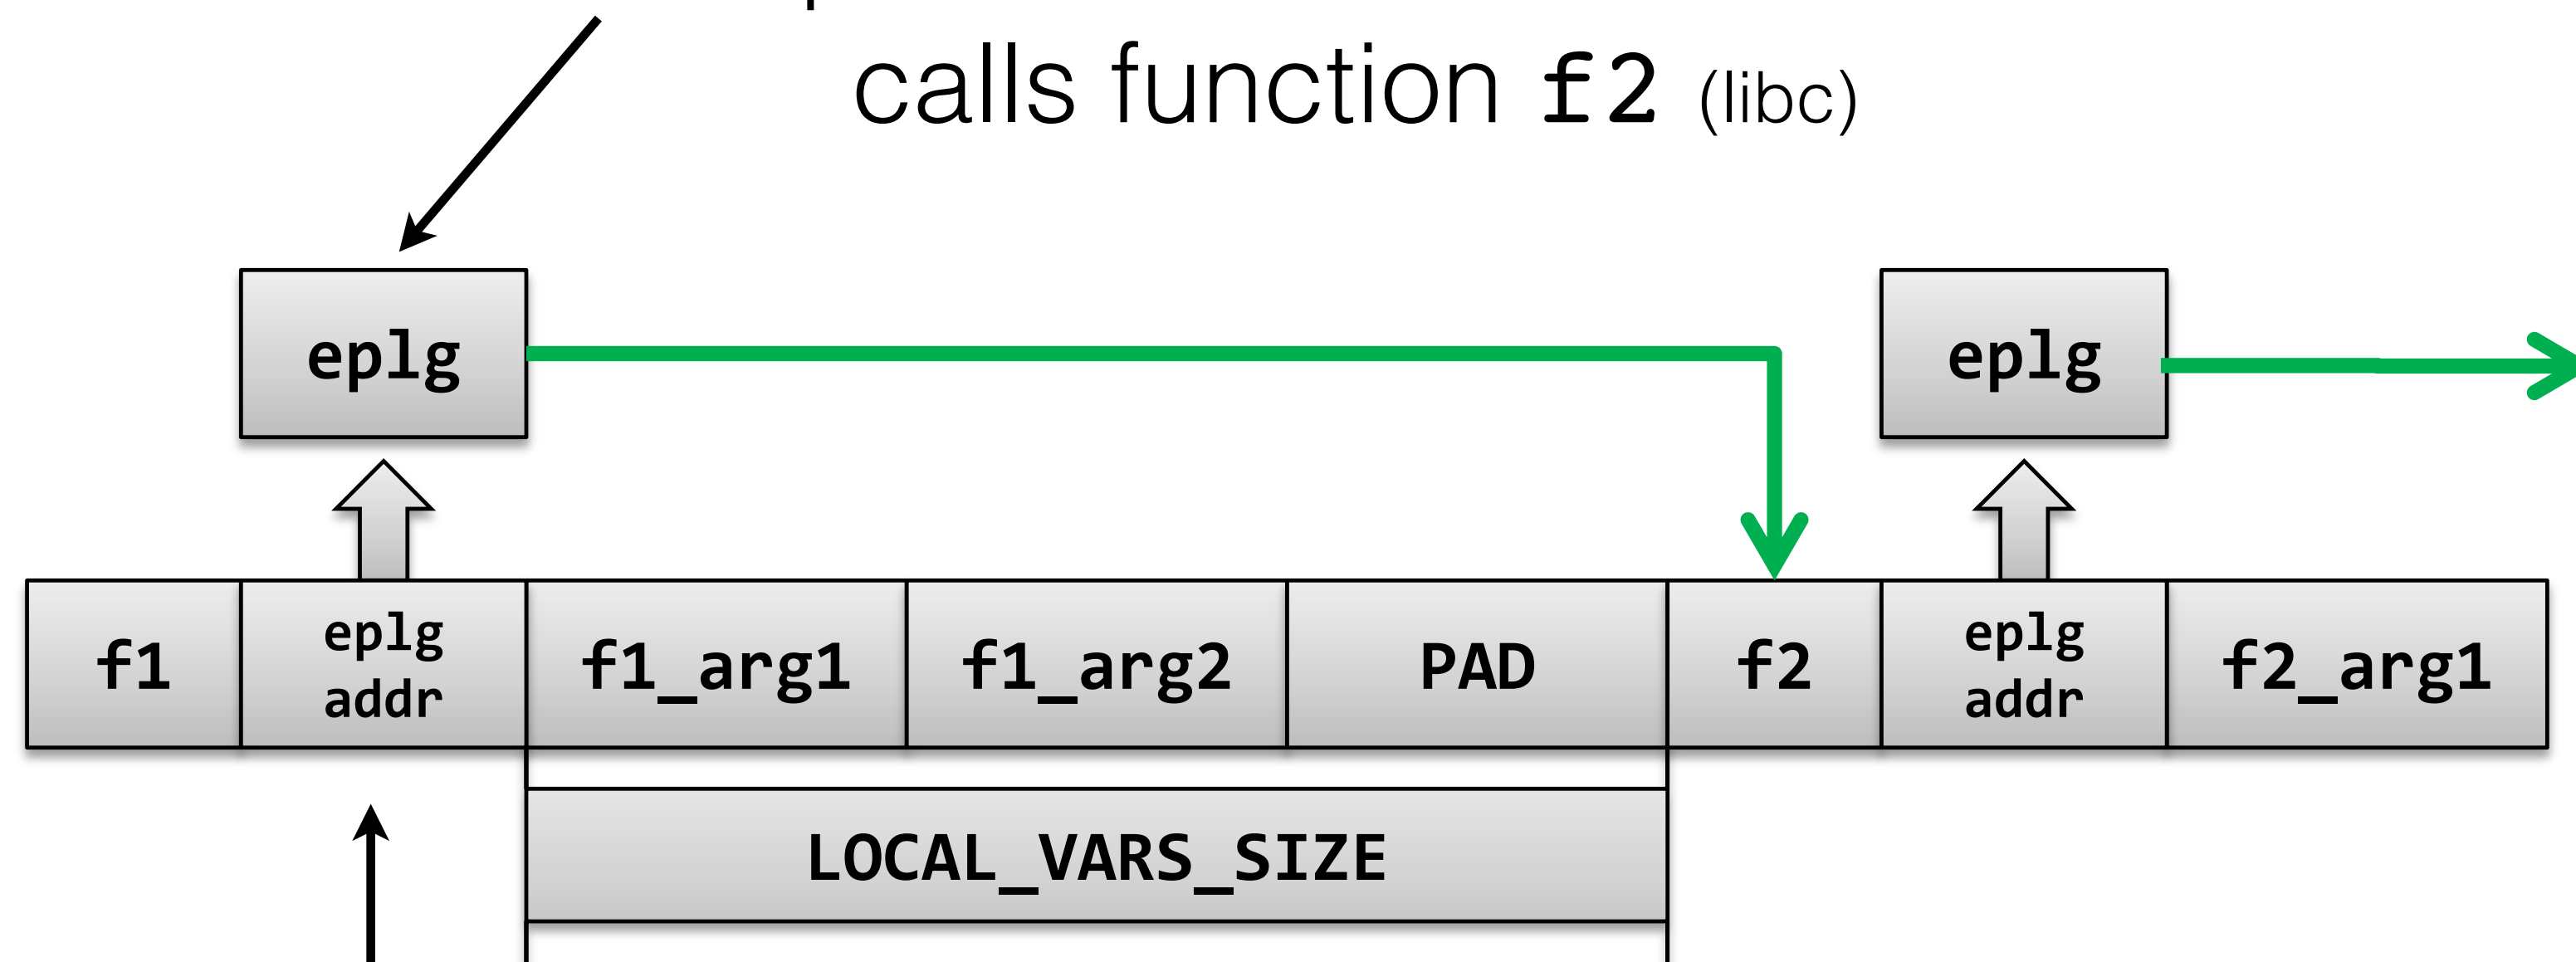 calls function f2 (libc)
eplg
eplg
f1
eplg
addr
f1_arg1
f1_arg2
PAD
f2
eplg
addr
f2_arg1
LOCAL_VARS_SIZE